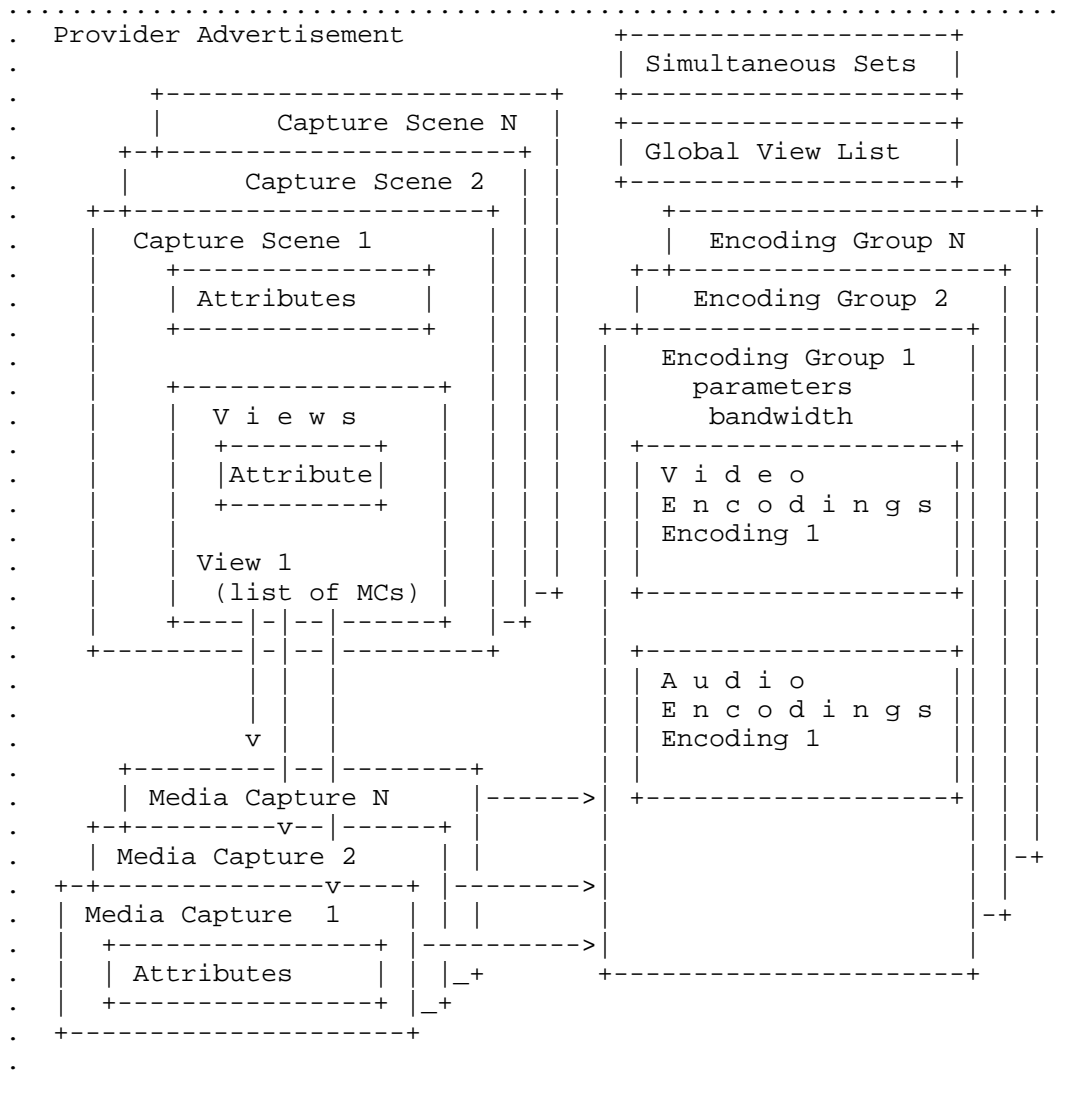 Provider Advertisement
Simultaneous Sets
Capture Scene N
Global View List
Capture Scene 2
Capture Scene 1
Encoding Group N
Attributes
Encoding Group 2
Encoding Group 1
parameters
V i e w s
bandwidth
Attribute
V i d e o
E n c o d i n g s
Encoding 1
View 1
(list of MCs)
A u d i o
E n c o d i n g s
Encoding 1
Media Capture N
Media Capture 2
Media Capture 1
Attributes